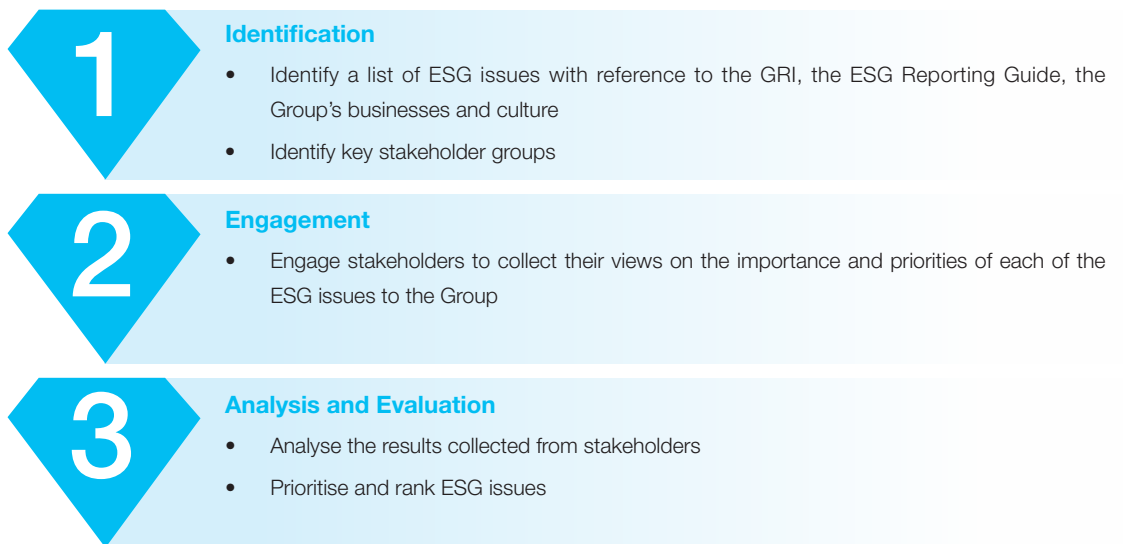 1
Identification
• Identify a list of ESG issues with reference to the GRI, the ESG Reporting Guide, the
Group’s businesses and culture
• Identify key stakeholder groups
2
Engagement
• Engage stakeholders to collect their views on the importance and priorities of each of the
ESG issues to the Group
3
Analysis and Evaluation
• Analyse the results collected from stakeholders
• Prioritise and rank ESG issues